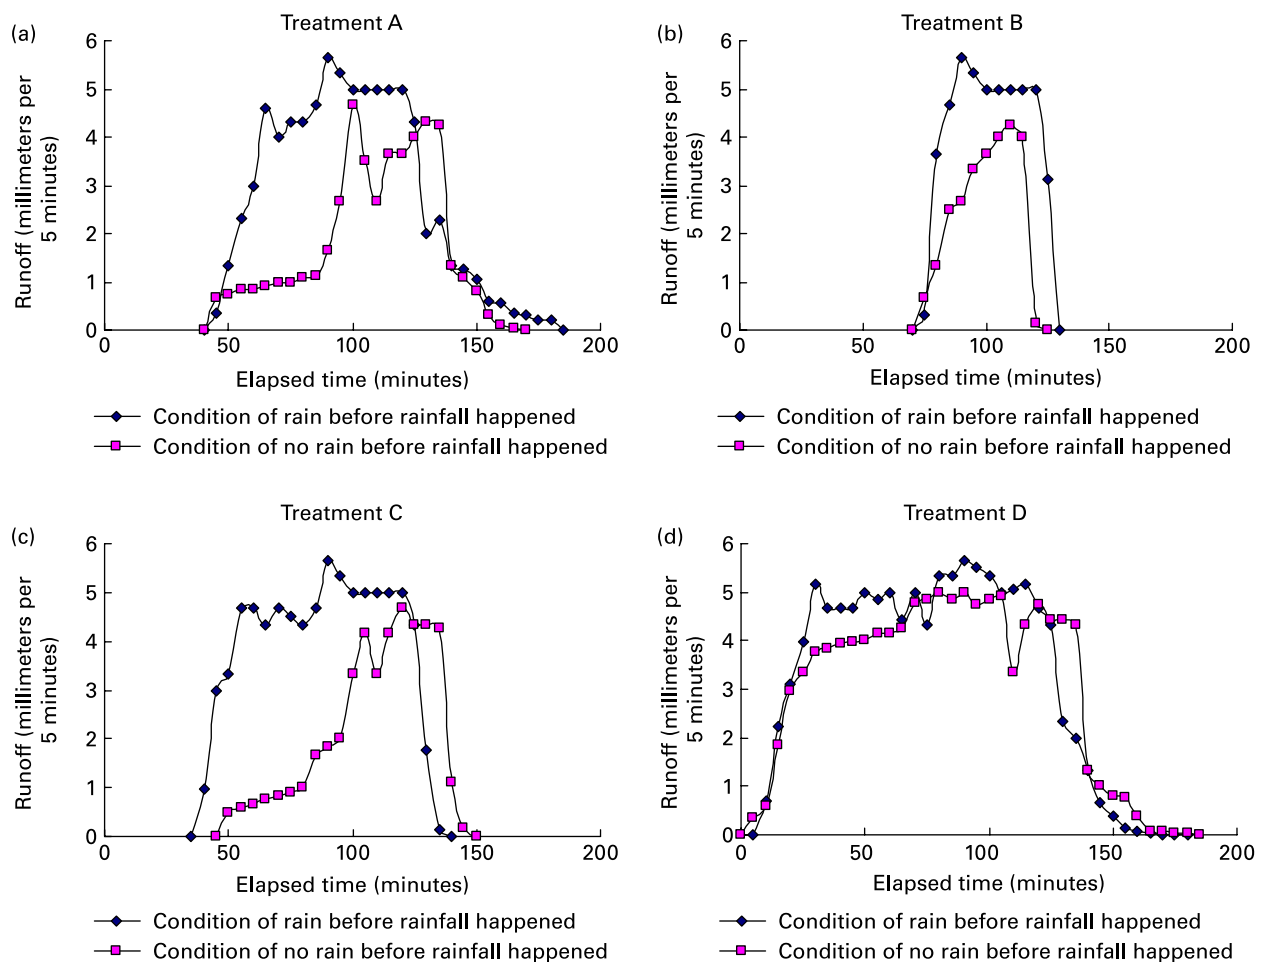 (a)
Treatment A
Runoff (millimeters per
5 minutes)
6
5
4
3
2
1
0
0 50 100 150 200
Elapsed time (minutes)
Condition of rain before rainfall happened
Condition of no rain before rainfall happened
(b)
Treatment B
Runoff (millimeters per
5 minutes)
6
5
4
3
2
1
0
0 50 100 150 200
Elapsed time (minutes)
Condition of rain before rainfall happened
Condition of no rain before rainfall happened
(c)
Treatment C
Runoff (millimeters per
5 minutes)
6
5
4
3
2
1
0
0 50 100 150 200
Elapsed time (minutes)
Condition of rain before rainfall happened
Condition of no rain before rainfall happened
(d)
Treatment D
Runoff (millimeters per
5 minutes)
6
5
4
3
2
1
0
0 50 100 150 200
Elapsed time (minutes)
Condition of rain before rainfall happened
Condition of no rain before rainfall happened